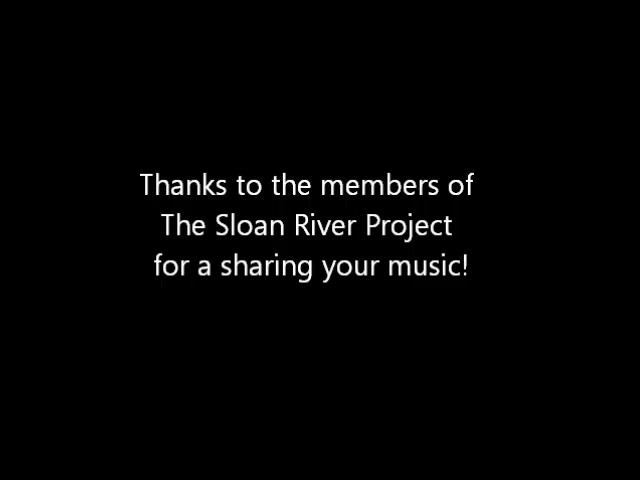 Thanks to the members of
The Sloan River Project
for a sharing your music!